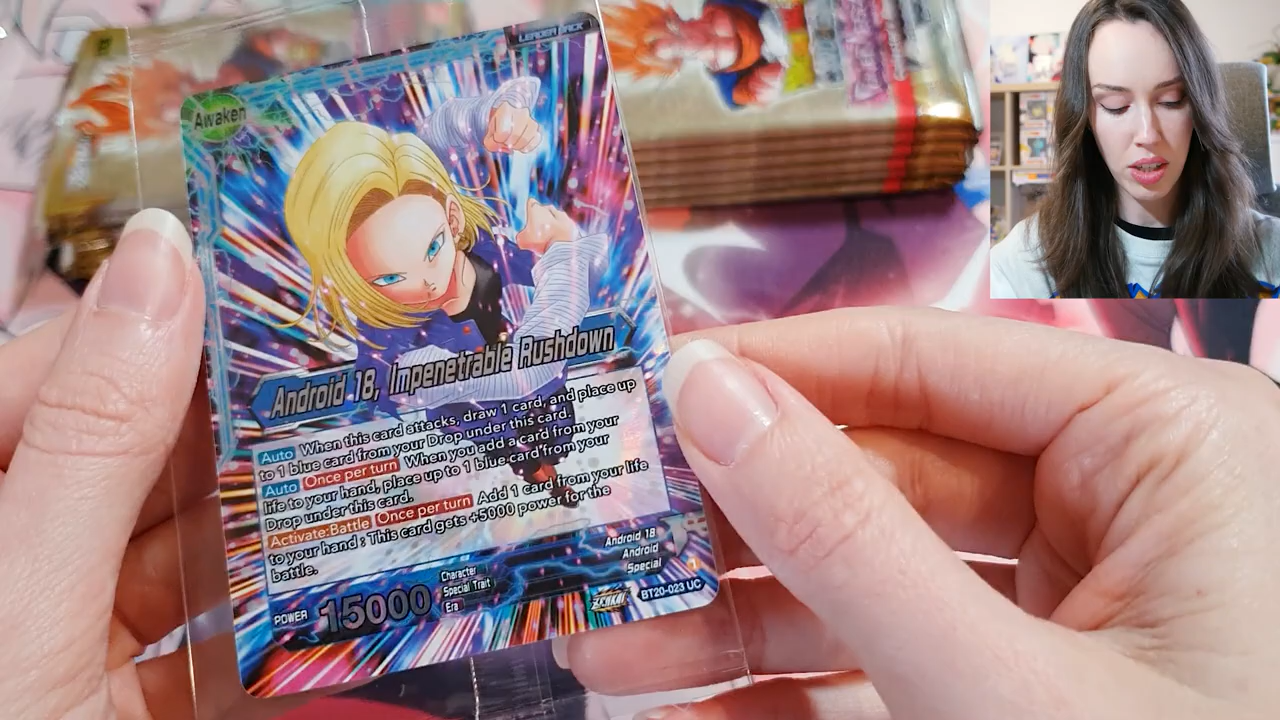 LEADER BACK
Awaken
Android 18, Impenetrable Rushdown
Auto When this card attacks, draw 1 card, and place up
to 1 blue card from your Drop under this card.
Auto Once per turn When you add a card from your
life to your hand, place up to 1 blue card from your
Drop under this card.
Activate:Battle Once per turn Add 1 card from your life
to your hand : This card gets +5000 power for the
battle.
POWER 15000
Character Android 18
Special Trait Android
Era Special
ZENKAI
BT20-023 UC